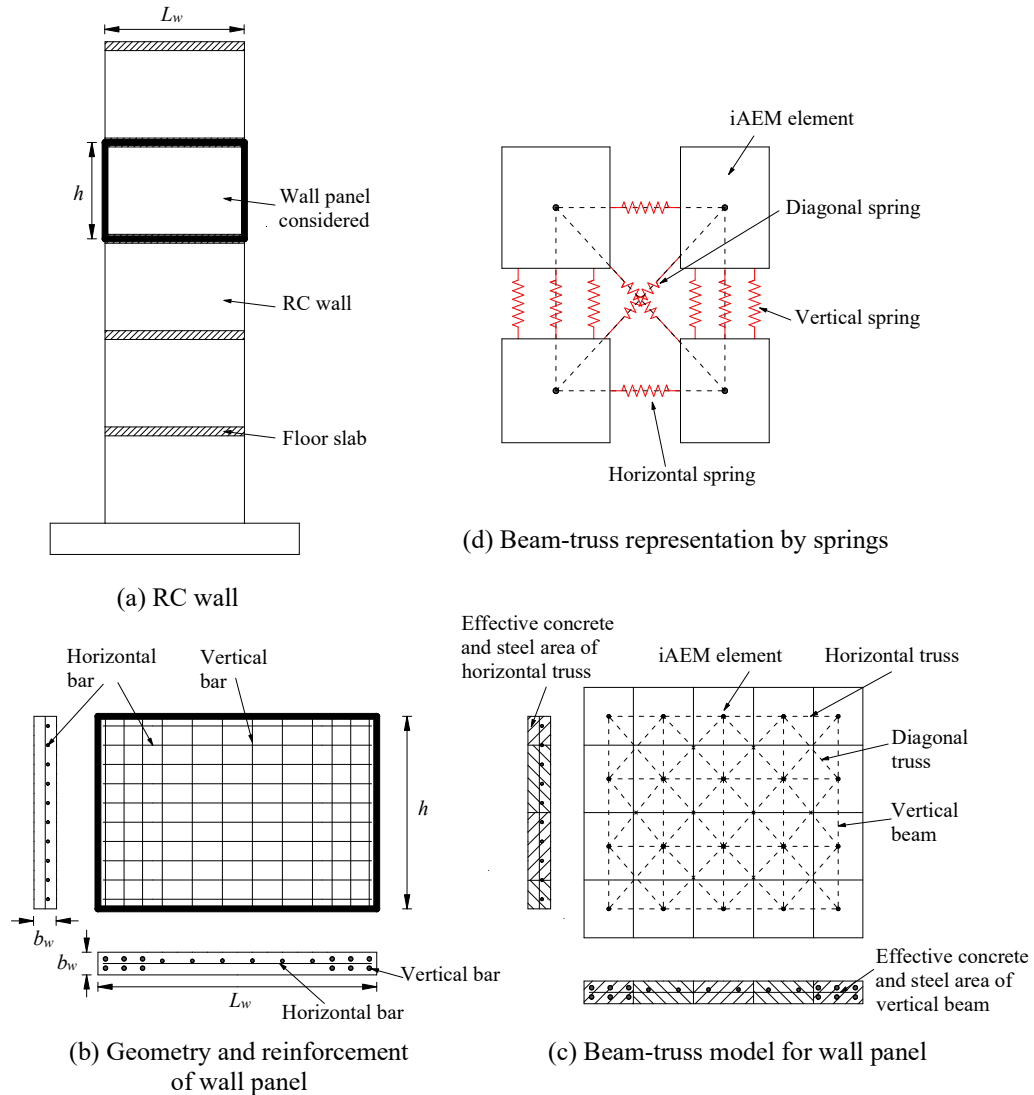 Lw
h
Wall panel
considered
RC wall
Floor slab
(a) RC wall
iAEM element
Diagonal spring
Vertical spring
Horizontal spring
(d) Beam-truss representation by springs
Horizontal
bar
Vertical
bar
h
bw
bw
Vertical bar
Lw
Horizontal bar
(b) Geometry and reinforcement
of wall panel
Effective concrete
and steel area of
horizontal truss
iAEM element
Horizontal truss
Diagonal
truss
Vertical
beam
Effective concrete
and steel area of
vertical beam
(c) Beam-truss model for wall panel